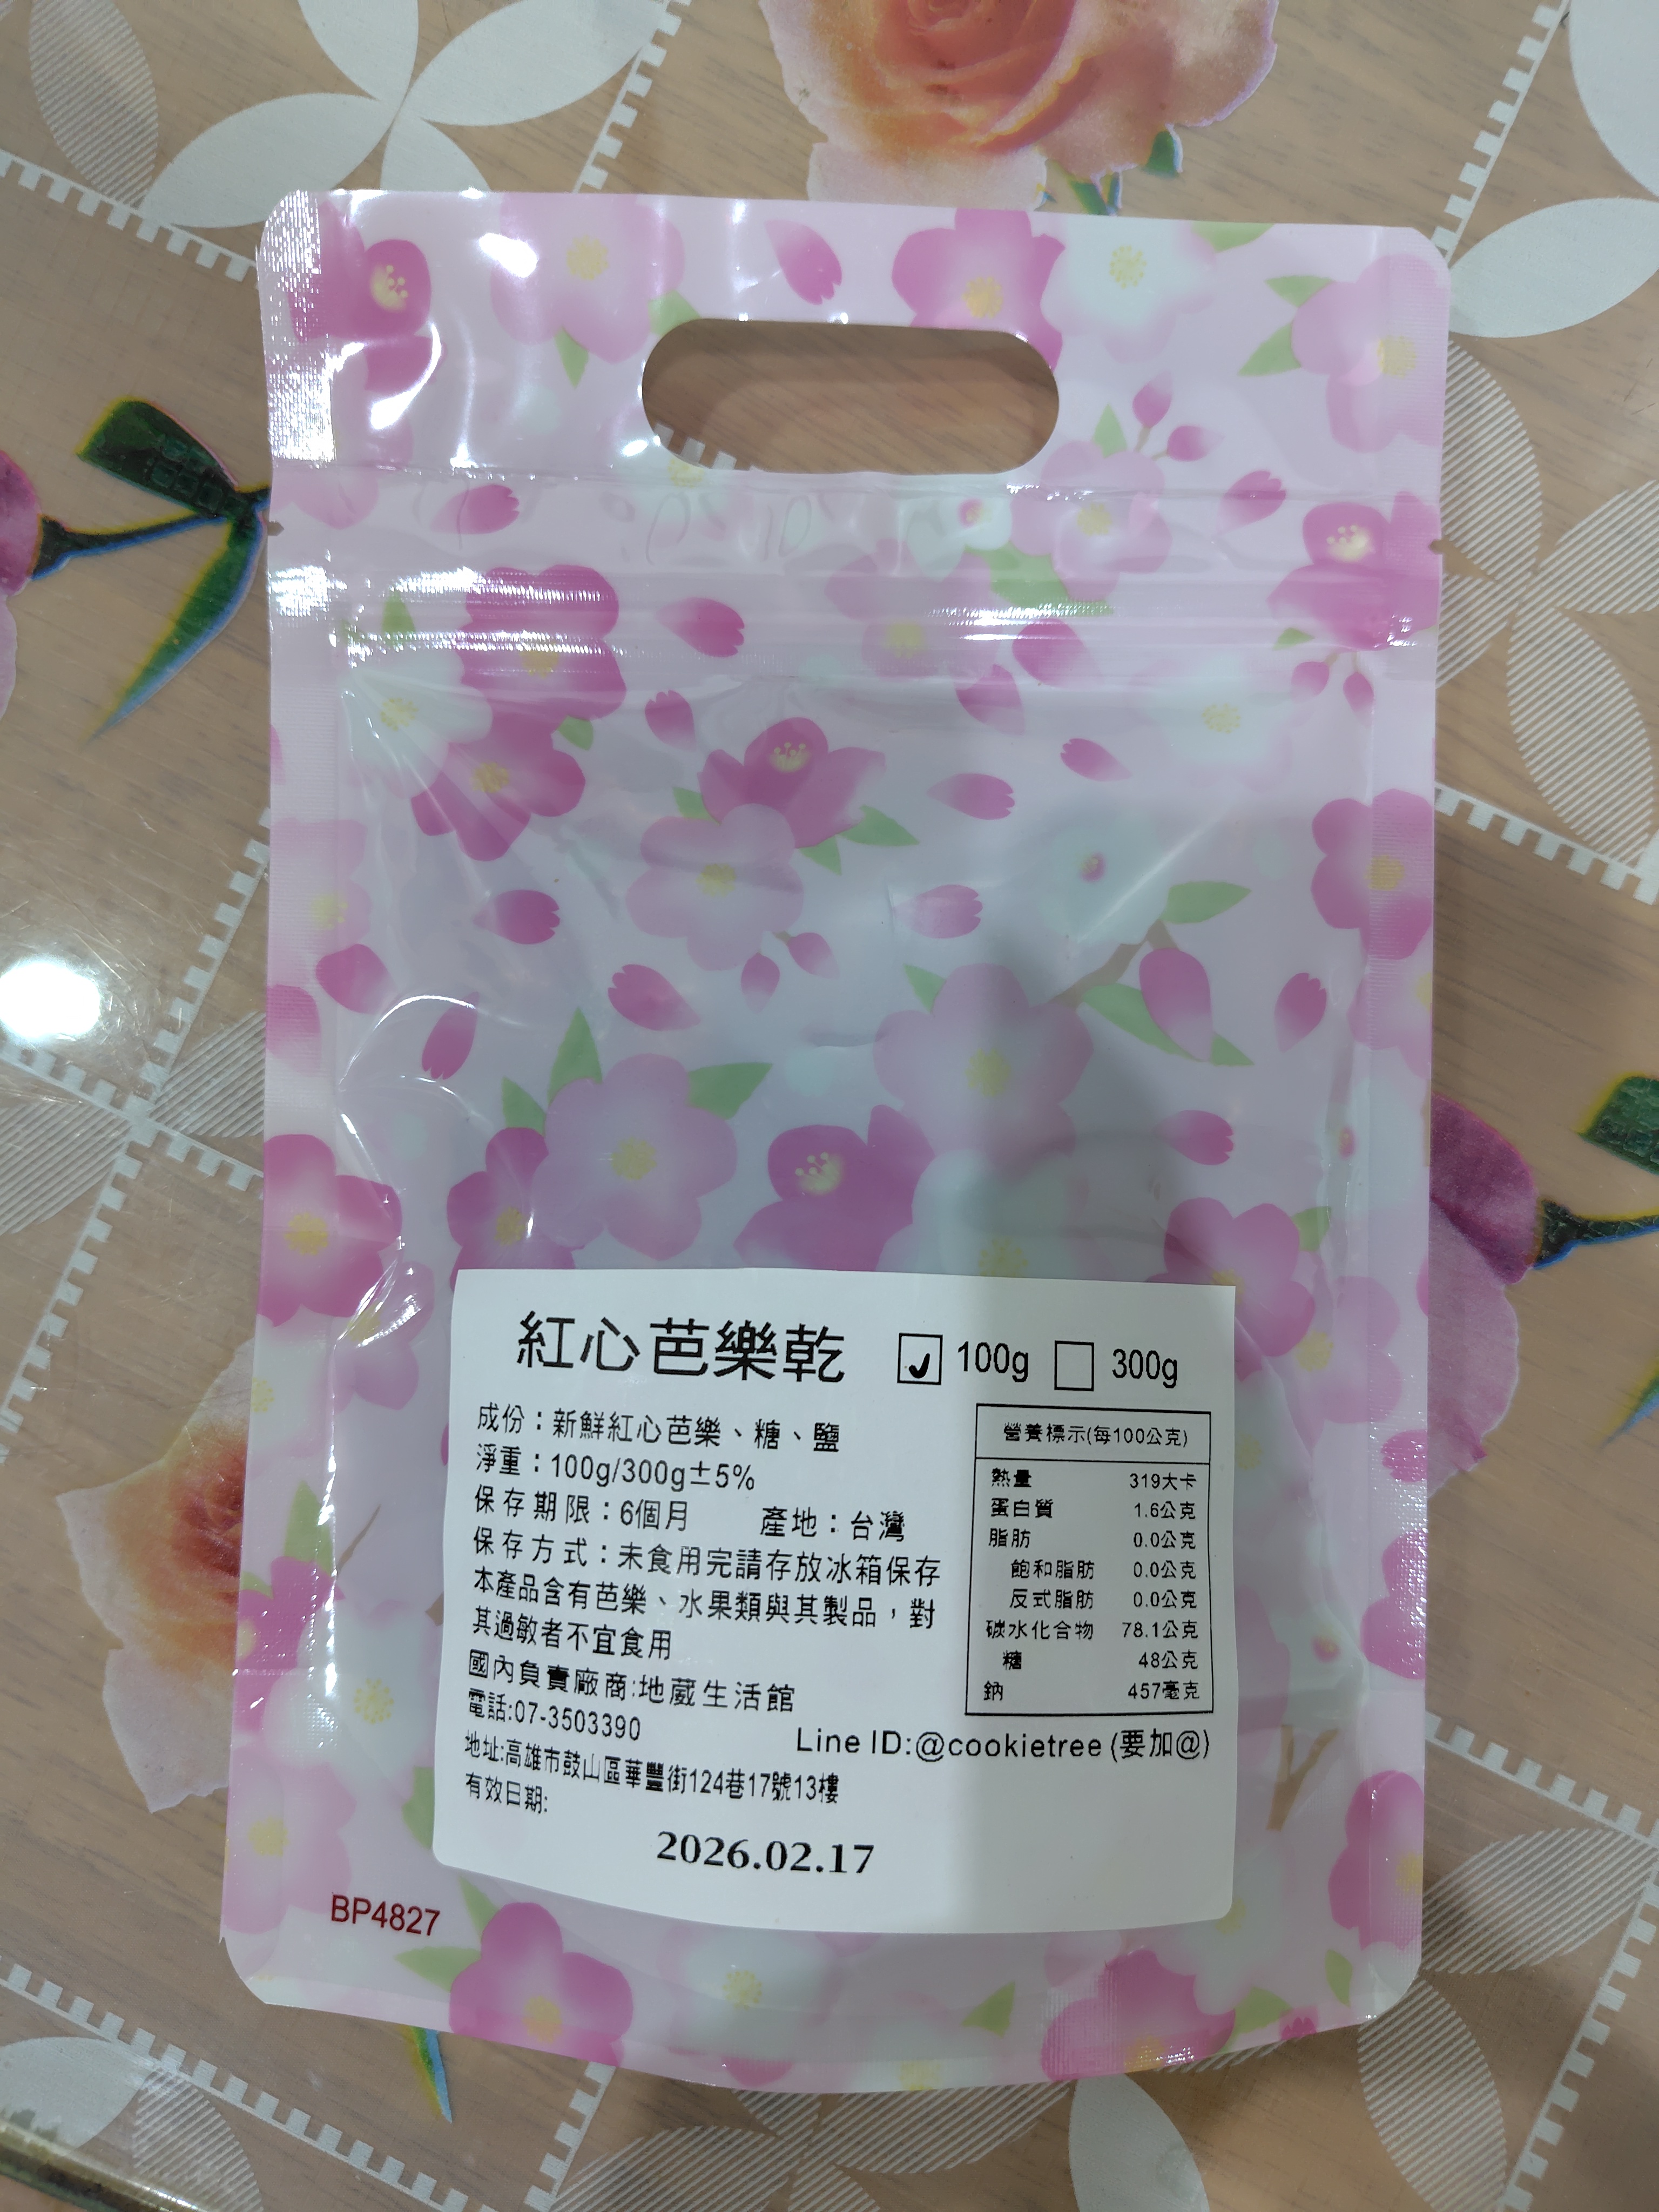 紅心芭樂乾 ✓ 100g □ 300g
成份：新鮮紅心芭樂、糖、鹽
淨重：100g/300g±5%
保存期限：6個月 產地：台灣
保存方式：未食用完請存放冰箱保存
本產品含有芭樂、水果類與其製品，對
其過敏者不宜食用
國內負責廠商:地葳生活館
電話:07-3503390
Line ID:@cookietree (要加@)
地址:高雄市鼓山區華豐街124巷17號13樓
有效日期:
2026.02.17
營養標示(每100公克)
熱量 319大卡
蛋白質 1.6公克
脂肪 0.0公克
飽和脂肪 0.0公克
反式脂肪 0.0公克
碳水化合物 78.1公克
糖 48公克
鈉 457毫克
BP4827